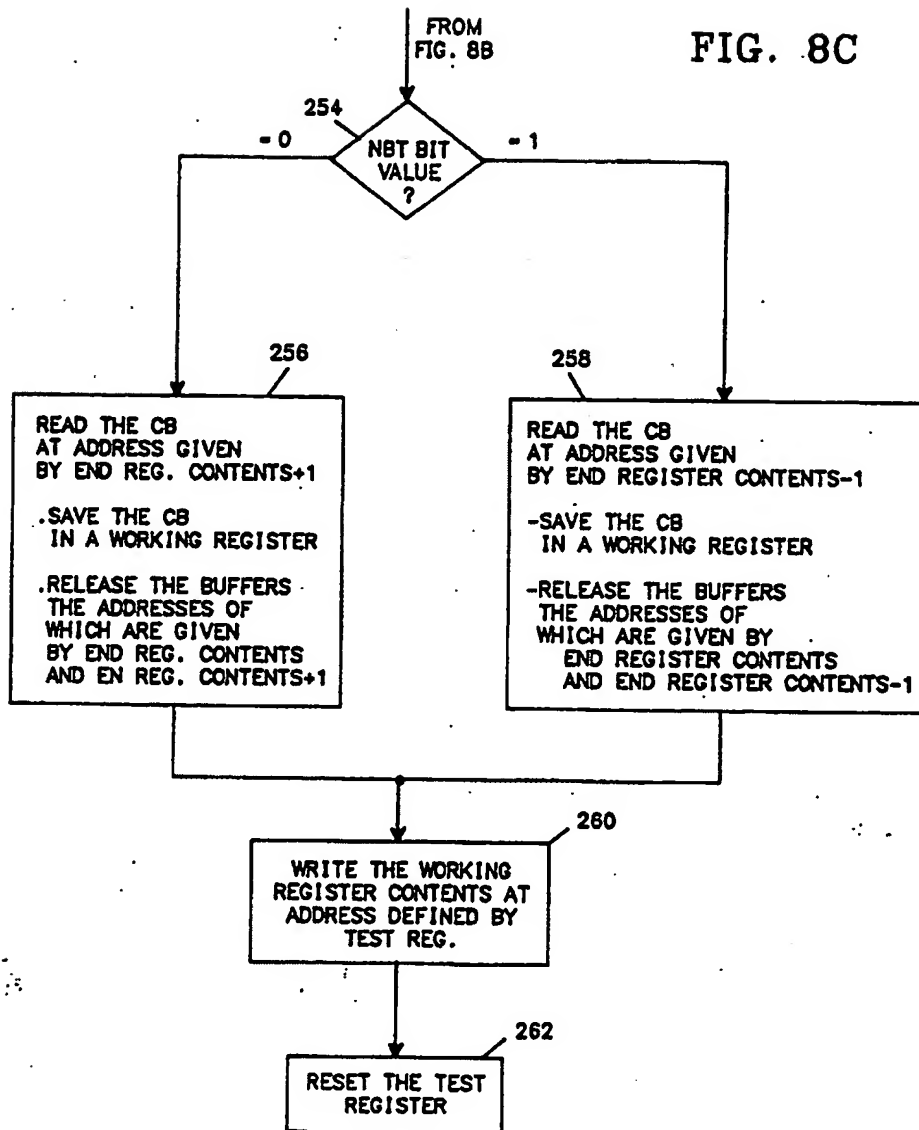 FROM
FIG. 8B
FIG. 8C
254
= 0
NBT BIT
VALUE
?
= 1
256
READ THE CB
AT ADDRESS GIVEN
BY END REG. CONTENTS+1
.SAVE THE CB
IN A WORKING REGISTER
.RELEASE THE BUFFERS
THE ADDRESSES OF
WHICH ARE GIVEN
BY END REG. CONTENTS
AND EN REG. CONTENTS+1
258
READ THE CB
AT ADDRESS GIVEN
BY END REGISTER CONTENTS-1
-SAVE THE CB
IN A WORKING REGISTER
-RELEASE THE BUFFERS
THE ADDRESSES OF
WHICH ARE GIVEN BY
END REGISTER CONTENTS
AND END REGISTER CONTENTS-1
260
WRITE THE WORKING
REGISTER CONTENTS AT
ADDRESS DEFINED BY
TEST REG.
262
RESET THE TEST
REGISTER